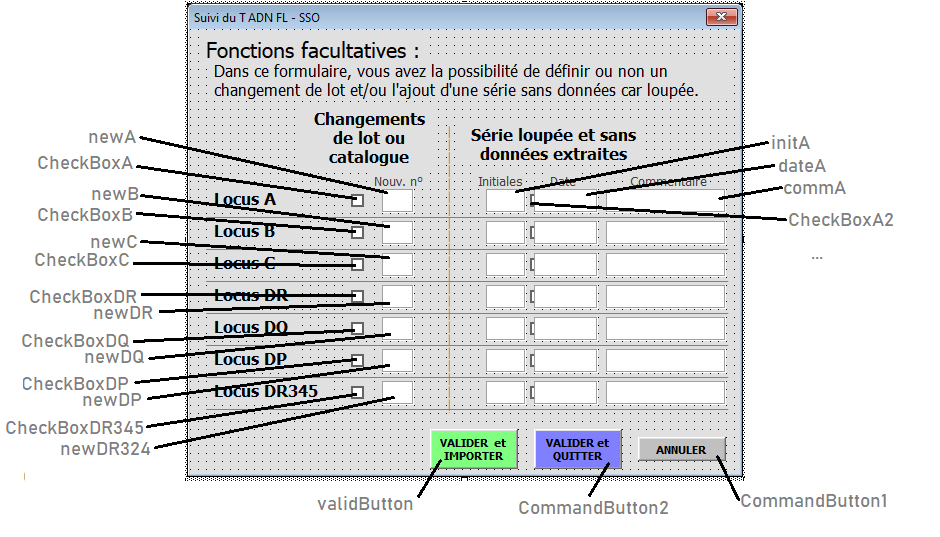 Suivi du T ADN FL - SSO
Fonctions facultatives :
Dans ce formulaire, vous avez la possibilité de définir ou non un
changement de lot et/ou l'ajout d'une série sans données car loupée.
Changements
de lot ou
catalogue
Série loupée et sans
données extraites
newA
initA
CheckBoxA
dateA
Nouv. n°
Initiales
Date
Commentaire
newB
commA
Locus A
CheckBoxB
CheckBoxA2
Locus B
newC
CheckBoxC
...
Locus C
CheckBoxDR
Locus DR
newDR
Locus DQ
CheckBoxDQ
newDQ
Locus DP
CheckBoxDP
newDP
Locus DR345
CheckBoxDR345
newDR324
VALIDER et
IMPORTER
VALIDER et
QUITTER
ANNULER
validButton
CommandButton2
CommandButton1